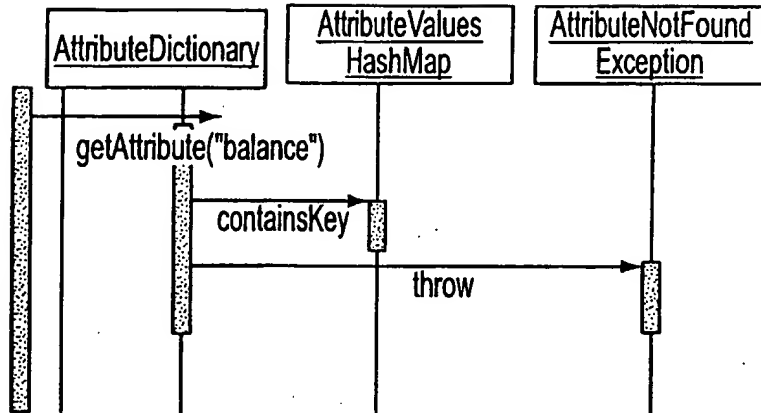 AttributeDictionary
AttributeValues
HashMap
AttributeNotFound
Exception
getAttribute("balance")
containsKey
throw